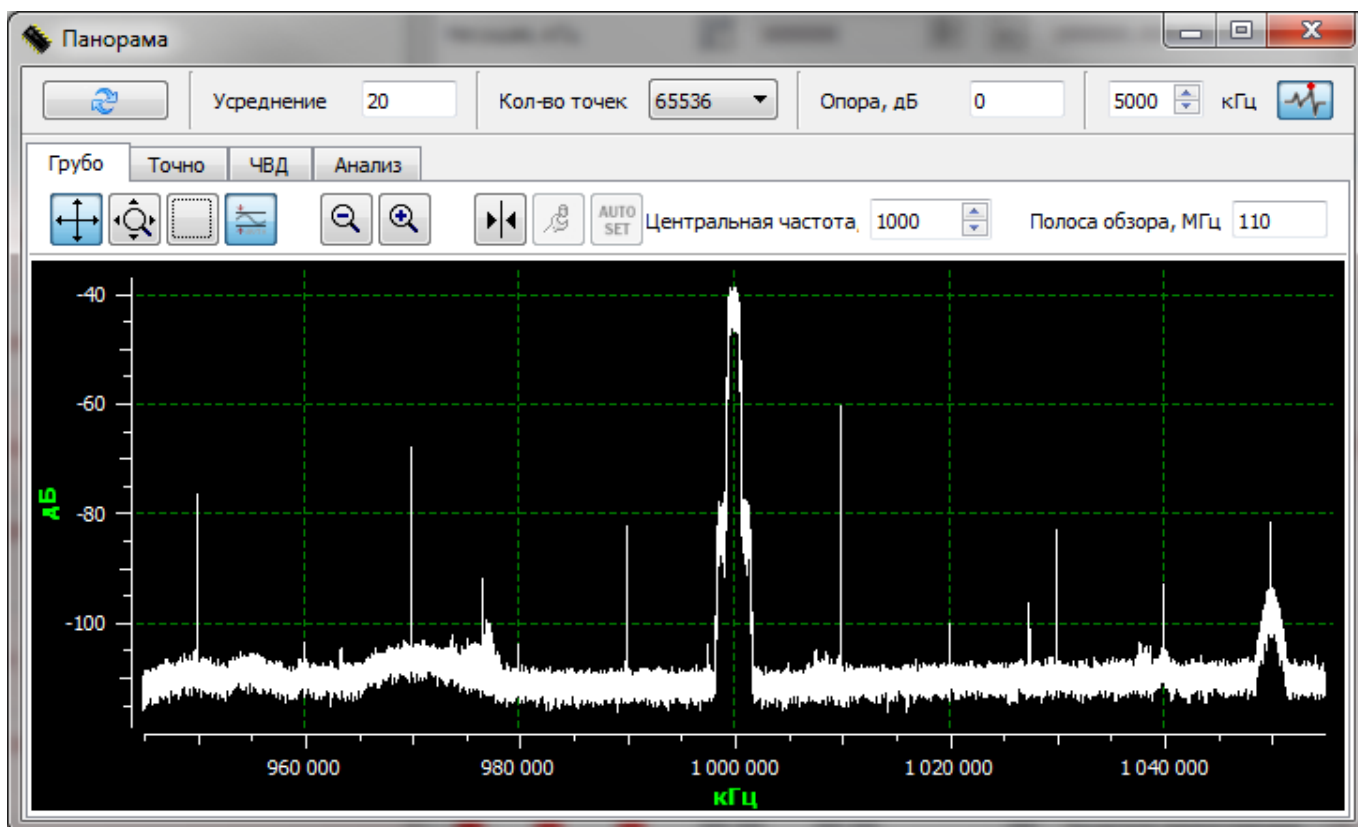 Панорама
Усреднение 20 Кол-во точек 65536 Опора, дБ 0 5000 кГц
Грубо Точно ЧВД Анализ
AUTO SET Центральная частота, 1000 Полоса обзора, МГц 110
-40
-60
-80
-100
дБ
960 000 980 000 1 000 000 1 020 000 1 040 000
кГц